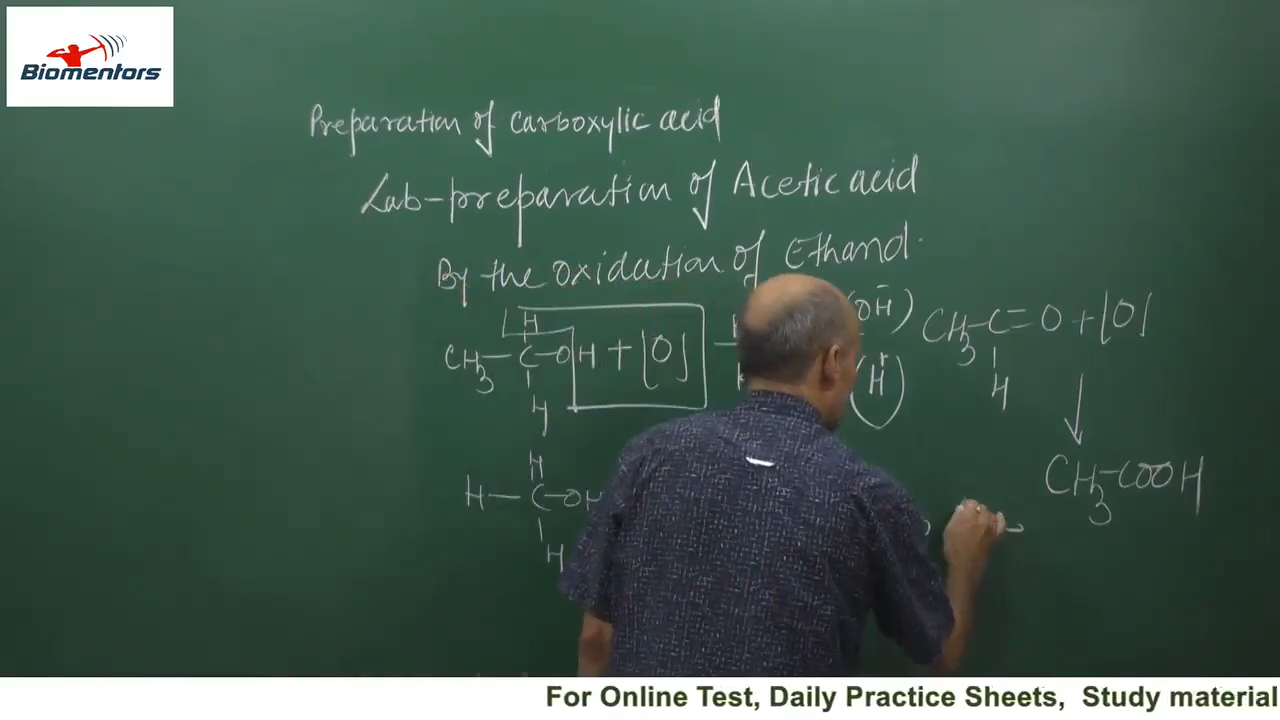 Biomentors
Preparation of carboxylic acid
Lab-preparation of Acetic acid
By the oxidation of Ethanol.
H
CH3-C-OH+[O]
H
(OH-)
(H+)
CH3-C=O+[O]
H
CH3-COOH
H
H-C-OH
H
For Online Test, Daily Practice Sheets, Study material